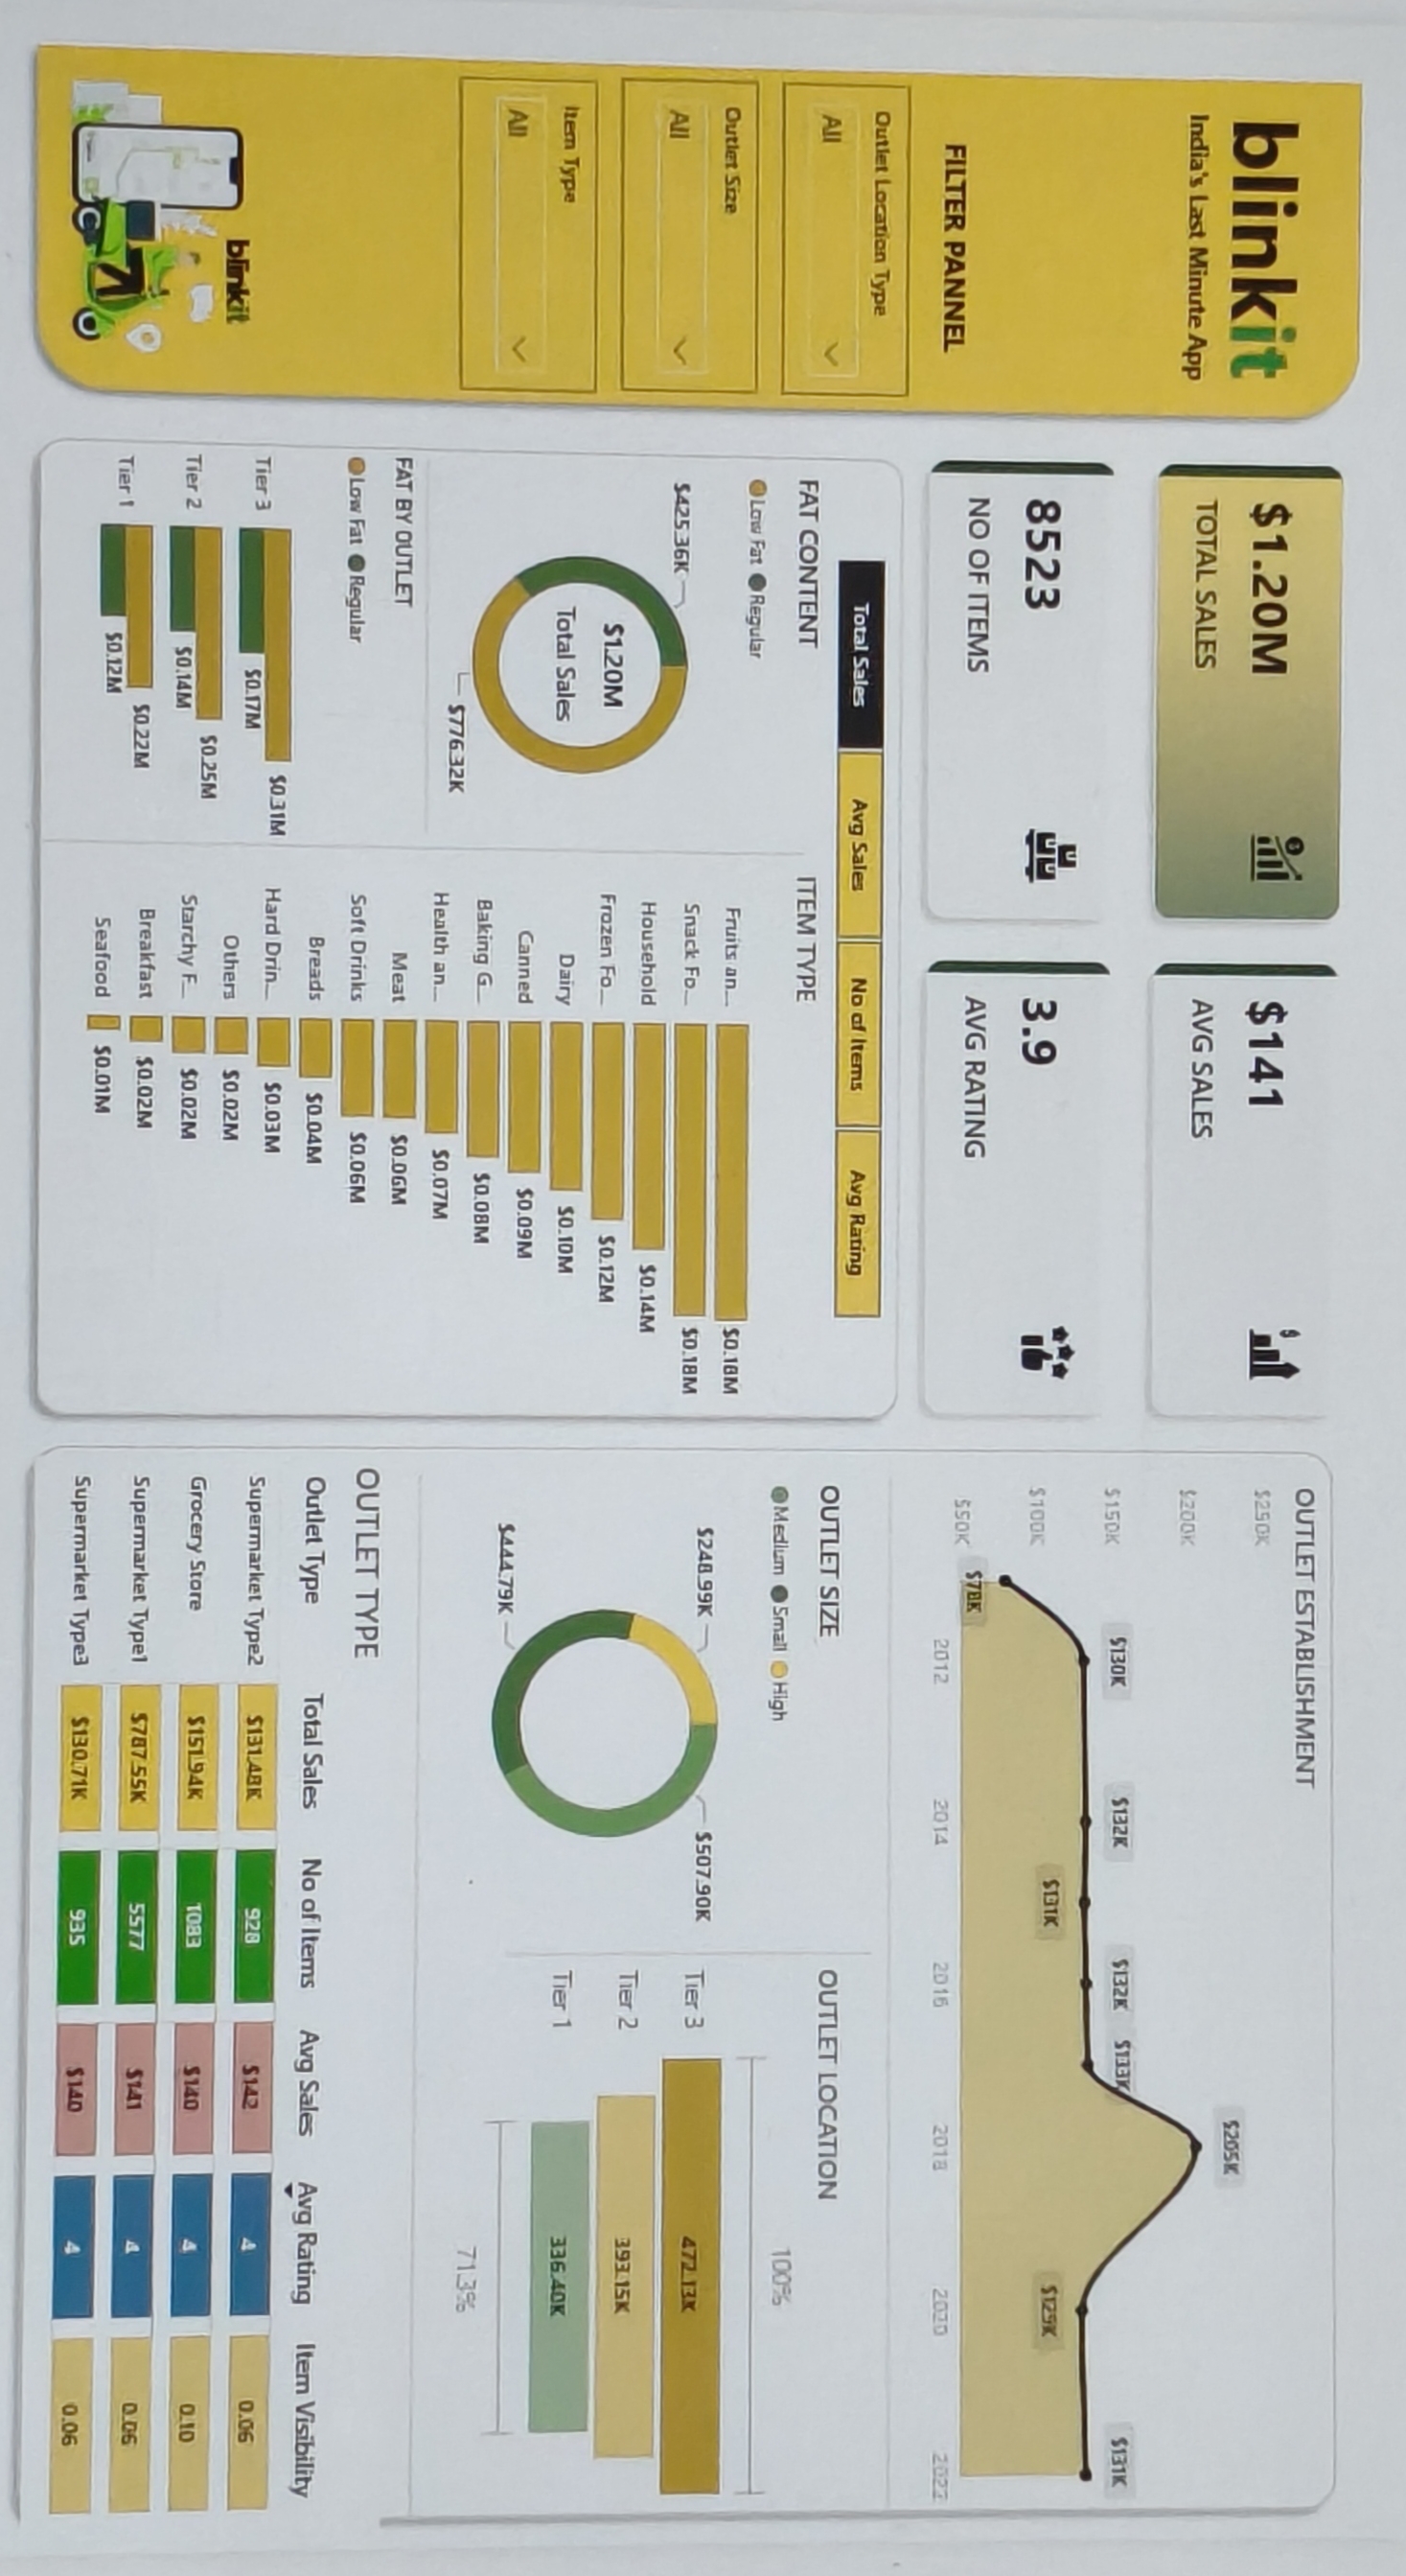 blinkit
India's Last Minute App
FILTER PANNEL
Outlet Location Type
All
Outlet Size
All
Item Type
All
blinkit
$1.20M
TOTAL SALES
$141
AVG SALES
8523
NO OF ITEMS
3.9
AVG RATING
Total Sales Avg Sales No of Items Avg Rating
FAT CONTENT
Low Fat Regular
$425.36K
$1.20M
Total Sales
$776.32K
FAT BY OUTLET
Low Fat Regular
Tier 3 $0.31M
$0.17M
Tier 2 $0.25M
$0.14M
Tier 1 $0.22M
$0.12M
ITEM TYPE
Fruits an... $0.18M
Snack Fo... $0.18M
Household $0.14M
Frozen Fo... $0.12M
Dairy $0.10M
Canned $0.09M
Baking G... $0.08M
Health an... $0.07M
Meat $0.06M
Soft Drinks $0.06M
Breads $0.04M
Hard Drin... $0.03M
Others $0.02M
Starchy F... $0.02M
Breakfast $0.02M
Seafood $0.01M
OUTLET ESTABLISHMENT
$250K
$200K
$150K
$100K
$50K
$78K
$130K
$132K
$131K
$132K
$133K
$205K
$129K
$131K
2012 2014 2016 2018 2020 2022
OUTLET SIZE
Medium Small High
$248.99K
$507.90K
$444.79K
OUTLET LOCATION
100%
Tier 3 472.13K
Tier 2 393.15K
Tier 1 336.40K
71.3%
OUTLET TYPE
Outlet Type Total Sales No of Items Avg Sales Avg Rating Item Visibility
Supermarket Type2 $131.48K 928 $142 4 0.06
Grocery Store $151.94K 1083 $140 4 0.10
Supermarket Type1 $787.55K 5577 $141 4 0.06
Supermarket Type3 $130.71K 935 $140 4 0.06